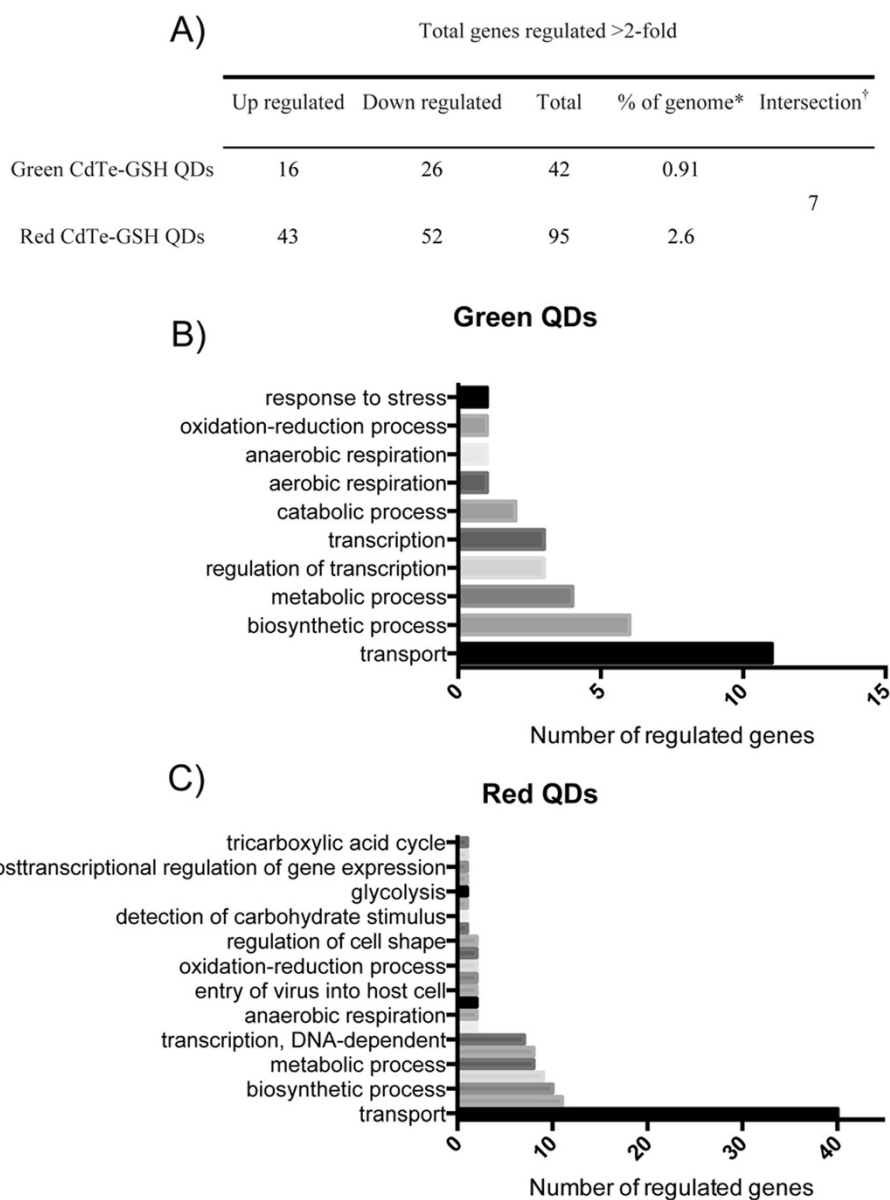 A)
Total genes regulated >2-fold
Up regulated Down regulated Total % of genome* Intersection†
Green CdTe-GSH QDs 16 26 42 0.91
7
Red CdTe-GSH QDs 43 52 95 2.6
B)
Green QDs
response to stress
oxidation-reduction process
anaerobic respiration
aerobic respiration
catabolic process
transcription
regulation of transcription
metabolic process
biosynthetic process
transport
0 5 10 15
Number of regulated genes
C)
Red QDs
tricarboxylic acid cycle
osttranscriptional regulation of gene expression
glycolysis
detection of carbohydrate stimulus
regulation of cell shape
oxidation-reduction process
entry of virus into host cell
anaerobic respiration
transcription, DNA-dependent
metabolic process
biosynthetic process
transport
0 10 20 30 40
Number of regulated genes